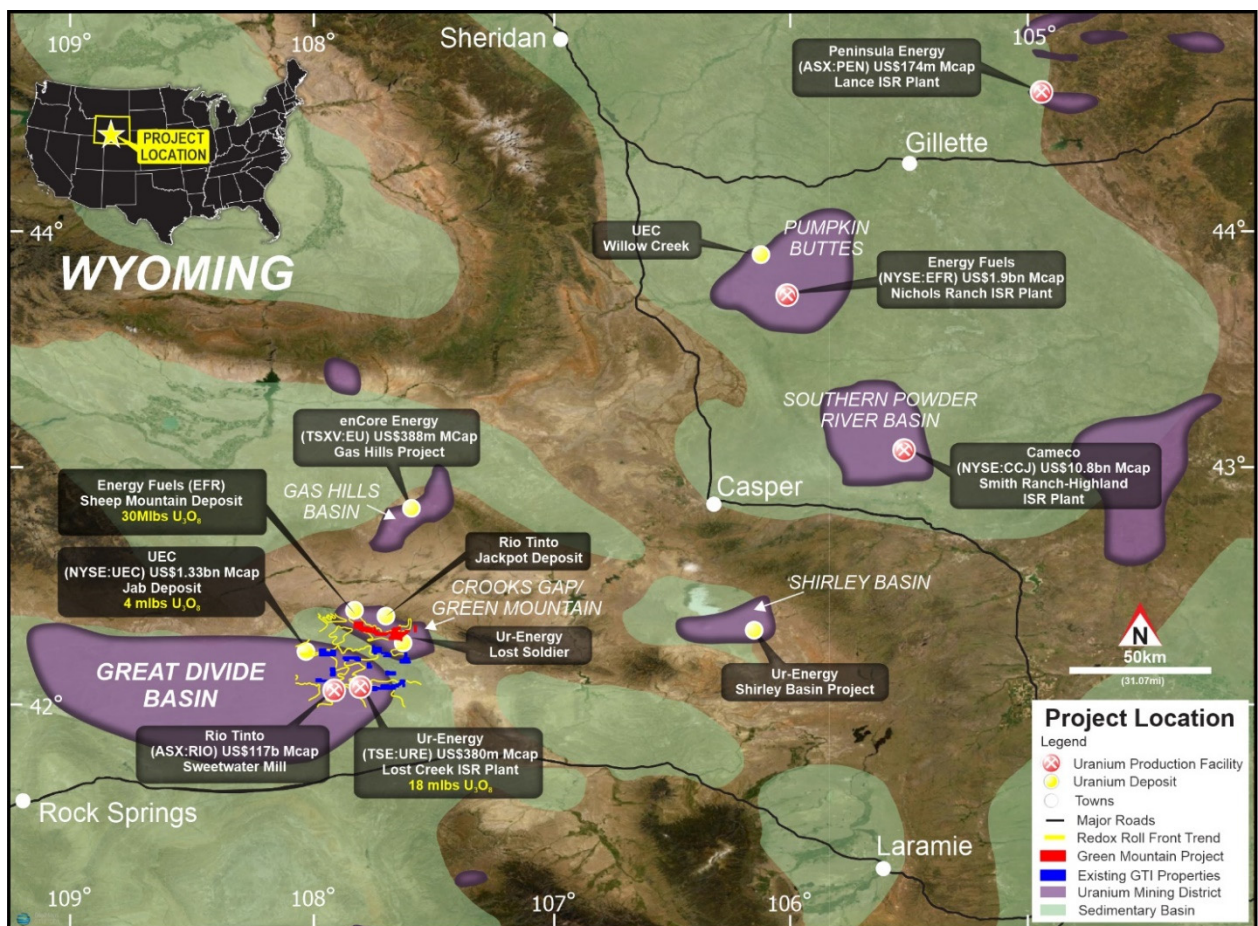 109°
108°
105°
Sheridan
Peninsula Energy
(ASX:PEN) US$174m Mcap
Lance ISR Plant
PROJECT
LOCATION
Gillette
44°
44°
WYOMING
UEC
Willow Creek
PUMPKIN
BUTTES
Energy Fuels
(NYSE:EFR) US$1.9bn Mcap
Nichols Ranch ISR Plant
SOUTHERN POWDER
RIVER BASIN
enCore Energy
(TSXV:EU) US$388m MCap
Gas Hills Project
Cameco
(NYSE:CCJ) US$10.8bn Mcap
Smith Ranch-Highland
ISR Plant
43°
Energy Fuels (EFR)
Sheep Mountain Deposit
30Mlbs U₃O₈
GAS HILLS
BASIN
Casper
Rio Tinto
Jackpot Deposit
UEC
(NYSE:UEC) US$1.33bn Mcap
Jab Deposit
4 mlbs U₃O₈
CROOKS GAP/
GREEN MOUNTAIN
SHIRLEY BASIN
Ur-Energy
Lost Soldier
GREAT DIVIDE
BASIN
Ur-Energy
Shirley Basin Project
N
50km
(31.07mi)
42°
Rio Tinto
(ASX:RIO) US$117b Mcap
Sweetwater Mill
Ur-Energy
(TSE:URE) US$380m Mcap
Lost Creek ISR Plant
18 mlbs U₃O₈
Rock Springs
Laramie
Project Location
Legend
Uranium Production Facility
Uranium Deposit
Towns
Major Roads
Redox Roll Front Trend
Green Mountain Project
Existing GTI Properties
Uranium Mining District
Sedimentary Basin
109°
108°
107°
106°